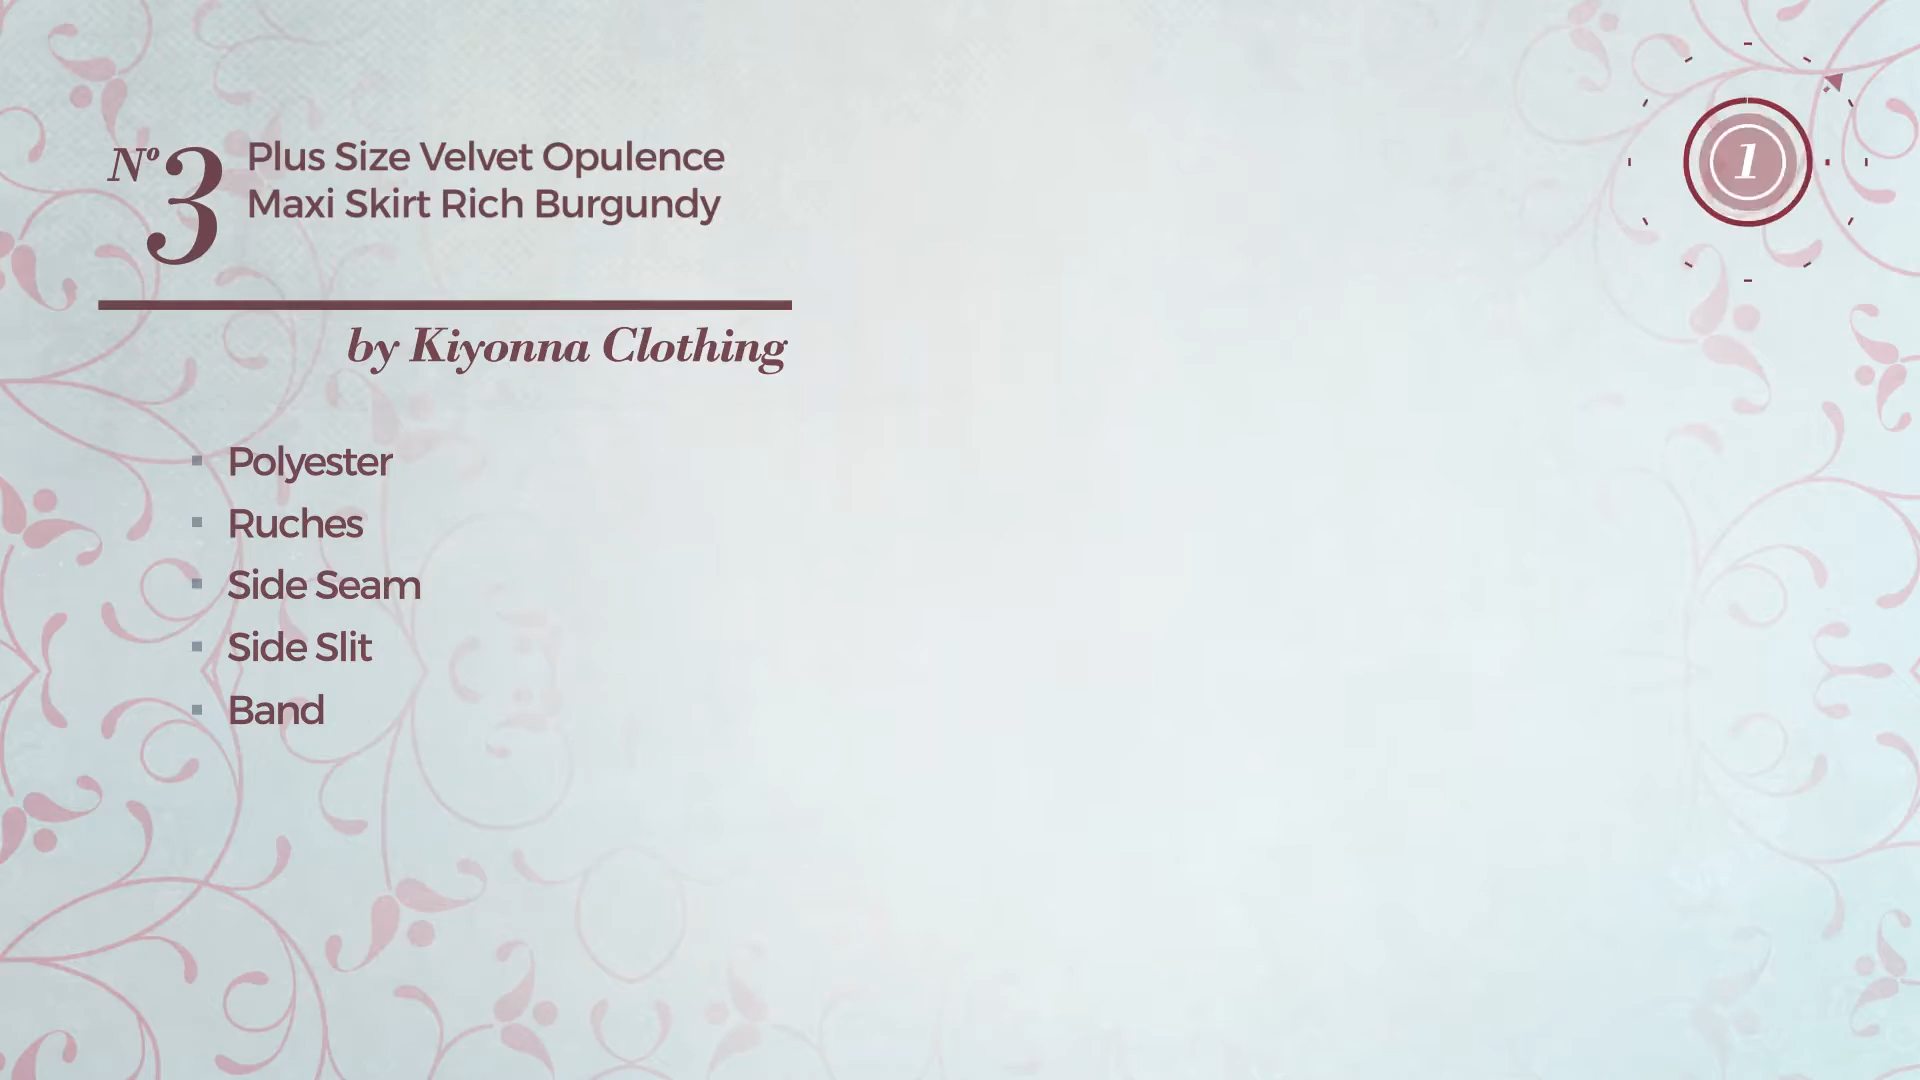 Nº 3
Plus Size Velvet Opulence
Maxi Skirt Rich Burgundy
by Kiyonna Clothing
1
Polyester
Ruches
Side Seam
Side Slit
Band